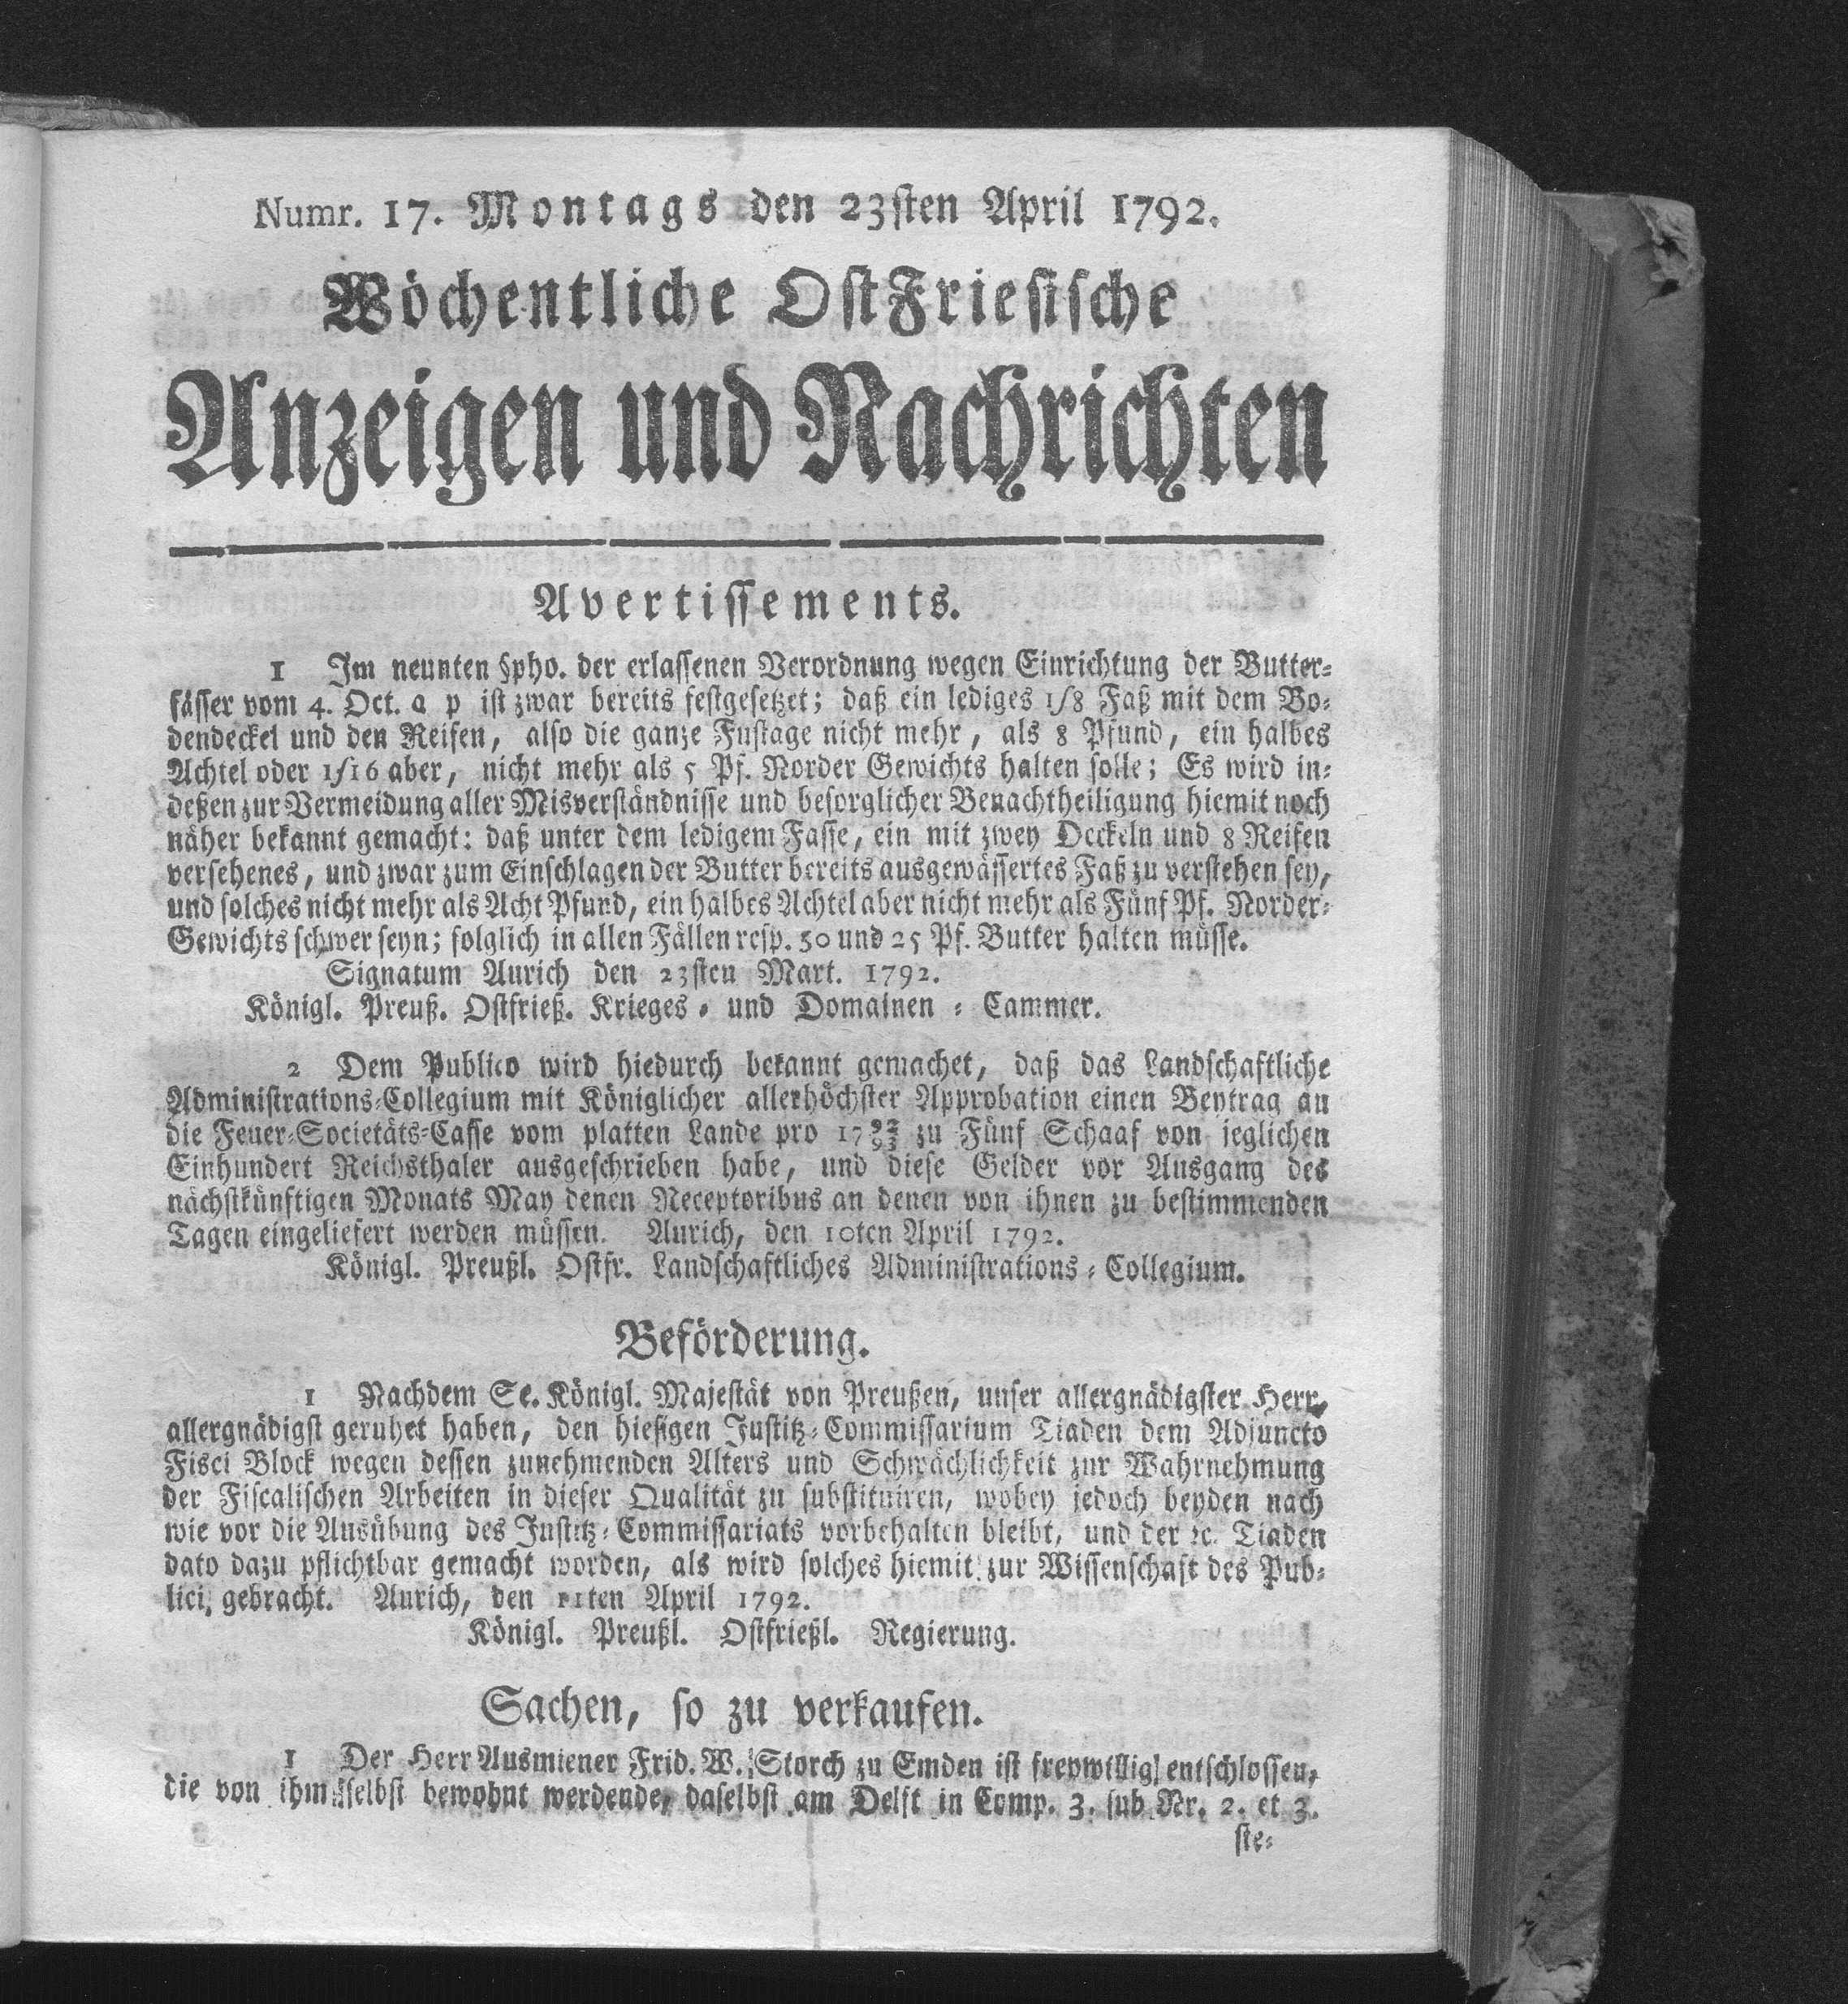 Numr. 17. Montags den 23sten April 1792.
Wöchentliche OstFriesische
Anzeigen und Nachrichten
Avertissements.
1 Im neunten §pho. der erlassenen Verordnung wegen Einrichtung der Butter-
fässer vom 4. Oct. a p ist zwar bereits festgesetzet; daß ein lediges 1/8 Faß mit dem Bo-
dendeckel und den Reifen, also die ganze Fustage nicht mehr, als 8 Pfund, ein halbes
Achtel oder 1/16 aber, nicht mehr als 5 Pf. Norder Gewichts halten solle; Es wird in-
deßen zur Vermeidung aller Misverständnisse und besorglicher Benachtheiligung hiemit noch
näher bekannt gemacht: daß unter dem ledigem Fasse, ein mit zwey Deckeln und 8 Reifen
versehenes, und zwar zum Einschlagen der Butter bereits ausgewässertes Faß zu verstehen sey,
und solches nicht mehr als Acht Pfund, ein halbes Achtel aber nicht mehr als Fünf Pf. Norder-
Gewichts schwer seyn; folglich in allen Fällen resp. 50 und 25 Pf. Butter halten müsse.
Signatum Aurich den 23sten Mart. 1792.
Königl. Preuß. Ostfrieß. Krieges- und Domainen-Cammer.
2 Dem Publico wird hiedurch bekannt gemachet, daß das Landschaftliche
Administrations-Collegium mit Königlicher allerhöchster Approbation einen Beytrag an
die Feuer-Societäts-Casse vom platten Lande pro 17 92/93 zu Fünf Schaaf von jeglichen
Einhundert Reichsthaler ausgeschrieben habe, und diese Gelder vor Ausgang des
nächstkünftigen Monats May denen Receptoribus an denen von ihnen zu bestimmenden
Tagen eingeliefert werden müssen. Aurich, den 10ten April 1792.
Königl. Preußl. Ostfr. Landschaftliches Administrations-Collegium.
Beförderung.
1 Nachdem Se. Königl. Majestät von Preußen, unser allergnädigster Herr,
allergnädigst geruhet haben, den hiesigen Justitz-Commissarium Tiaden dem Adjuncto
Fisci Block wegen dessen zunehmenden Alters und Schwächlichkeit zur Wahrnehmung
der Fiscalischen Arbeiten in dieser Qualität zu substituiren, wobey jedoch beyden nach
wie vor die Ausübung des Justitz-Commissariats vorbehalten bleibt, und der ꝛc. Tiaden
dato dazu pflichtbar gemacht worden, als wird solches hiemit zur Wissenschaft des Pub-
lici gebracht. Aurich, den 11ten April 1792.
Königl. Preußl. Ostfrießl. Regierung.
Sachen, so zu verkaufen.
1 Der Herr Ausmiener Frid. W. Storch zu Emden ist freywillig entschlossen,
die von ihm selbst bewohnt werdende, daselbst am Delft in Comp. 3. sub Nr. 2. et 3.
ste-